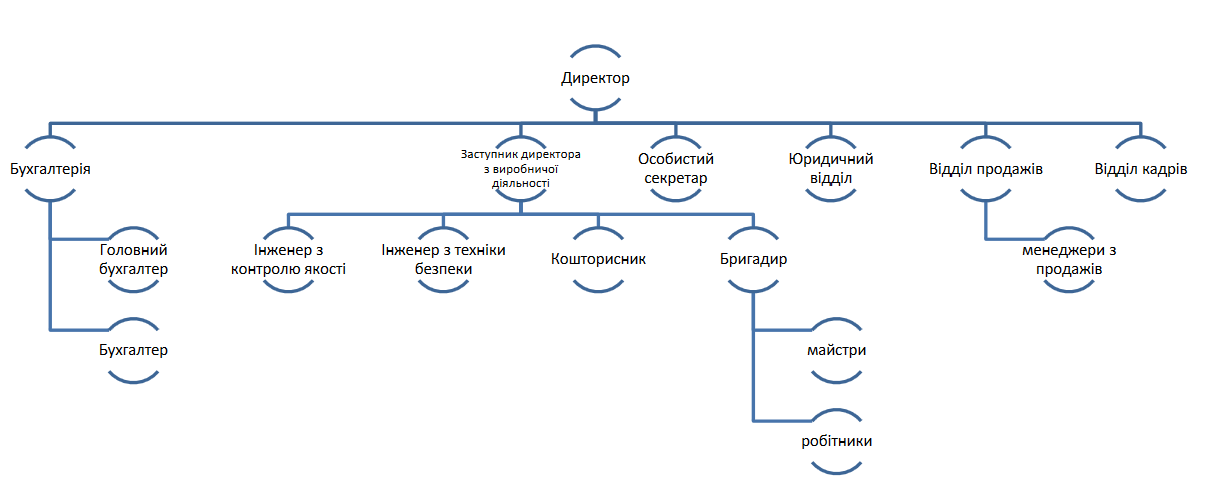 Директор
Бухгалтерія
Заступник директора
з виробничої
діяльності
Особистий
секретар
Юридичний
відділ
Відділ продажів
Відділ кадрів
Головний
бухгалтер
Інженер з
контролю якості
Інженер з техніки
безпеки
Кошторисник
Бригадир
менеджери з
продажів
Бухгалтер
майстри
робітники